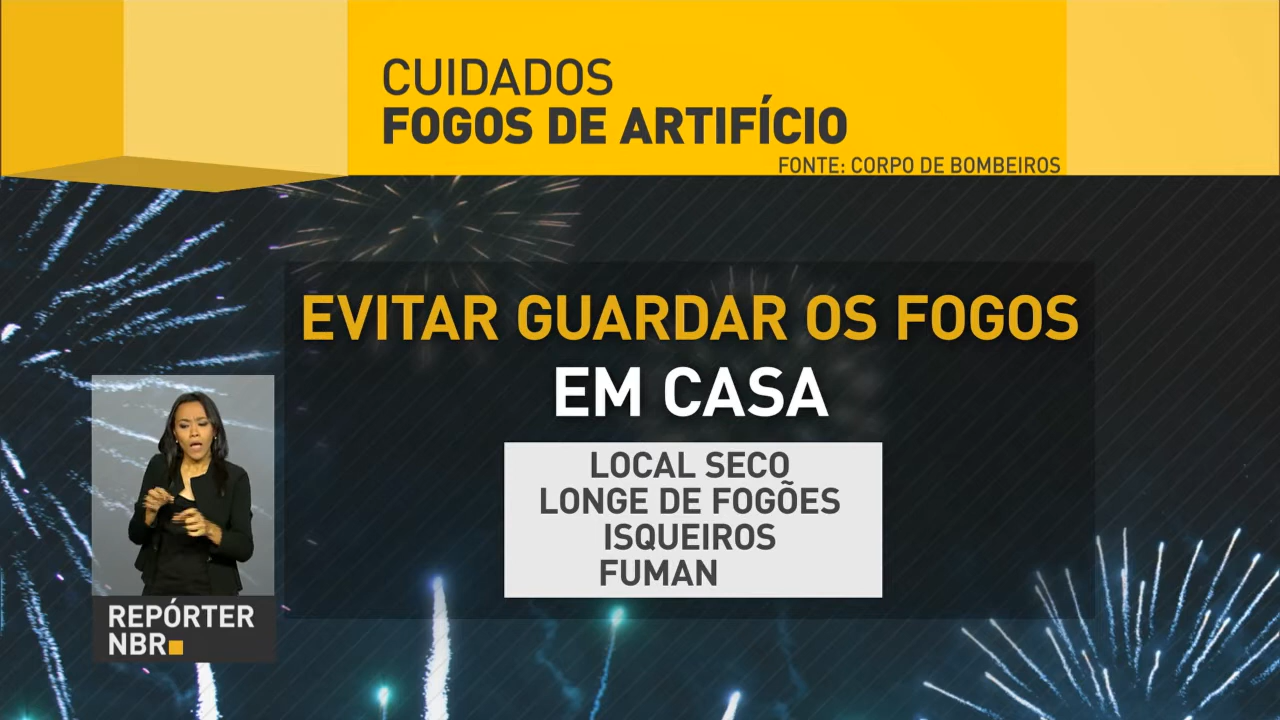 CUIDADOS
FOGOS DE ARTIFÍCIO
FONTE: CORPO DE BOMBEIROS
EVITAR GUARDAR OS FOGOS
EM CASA
LOCAL SECO
LONGE DE FOGÕES
ISQUEIROS
FUMAN
REPÓRTER
NBR